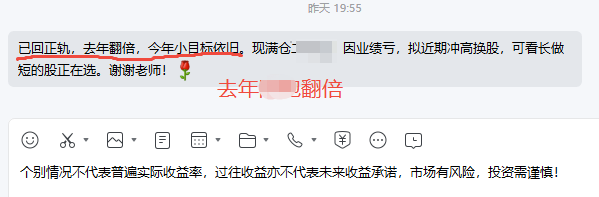 昨天 19:55
已回正轨，去年翻倍，今年小目标依旧。现满仓 因业绩亏，拟近期冲高换股，可看长做
短的股正在选。谢谢老师！
去年 翻倍
个别情况不代表普遍实际收益率，过往收益亦不代表未来收益承诺，市场有风险，投资需谨慎！